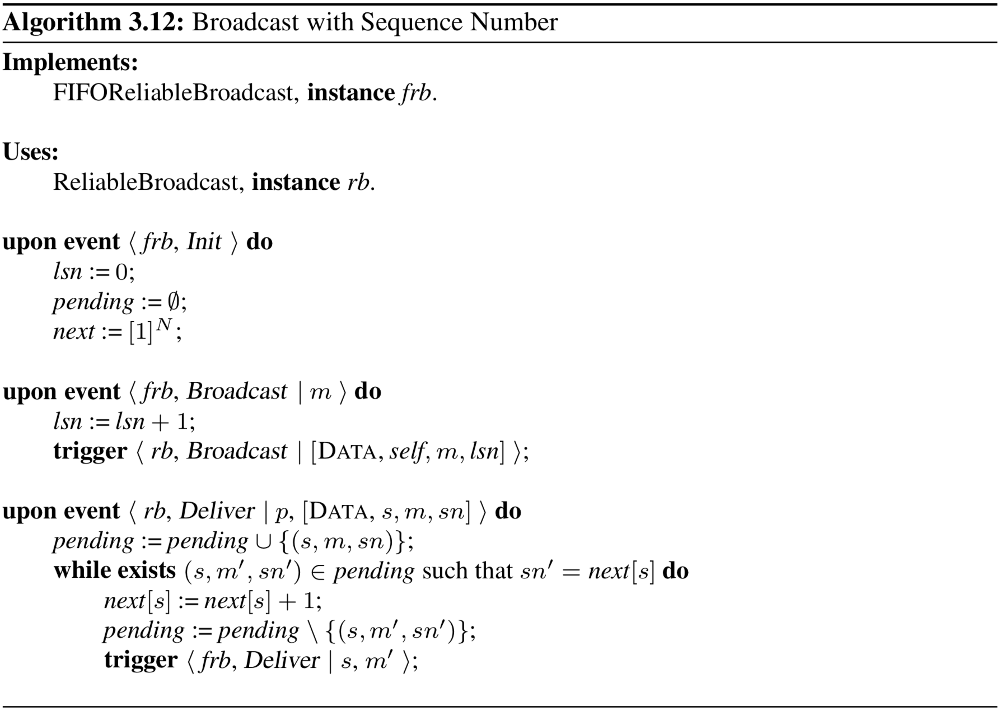 Algorithm 3.12: Broadcast with Sequence Number
Implements:
FIFOReliableBroadcast, instance frb.
Uses:
ReliableBroadcast, instance rb.
upon event ⟨ frb, Init ⟩ do
lsn := 0;
pending := ∅;
next := [1]^N;
upon event ⟨ frb, Broadcast | m ⟩ do
lsn := lsn + 1;
trigger ⟨ rb, Broadcast | [DATA, self, m, lsn] ⟩;
upon event ⟨ rb, Deliver | p, [DATA, s, m, sn] ⟩ do
pending := pending ∪ {(s, m, sn)};
while exists (s, m′, sn′) ∈ pending such that sn′ = next[s] do
next[s] := next[s] + 1;
pending := pending \ {(s, m′, sn′)};
trigger ⟨ frb, Deliver | s, m′ ⟩;